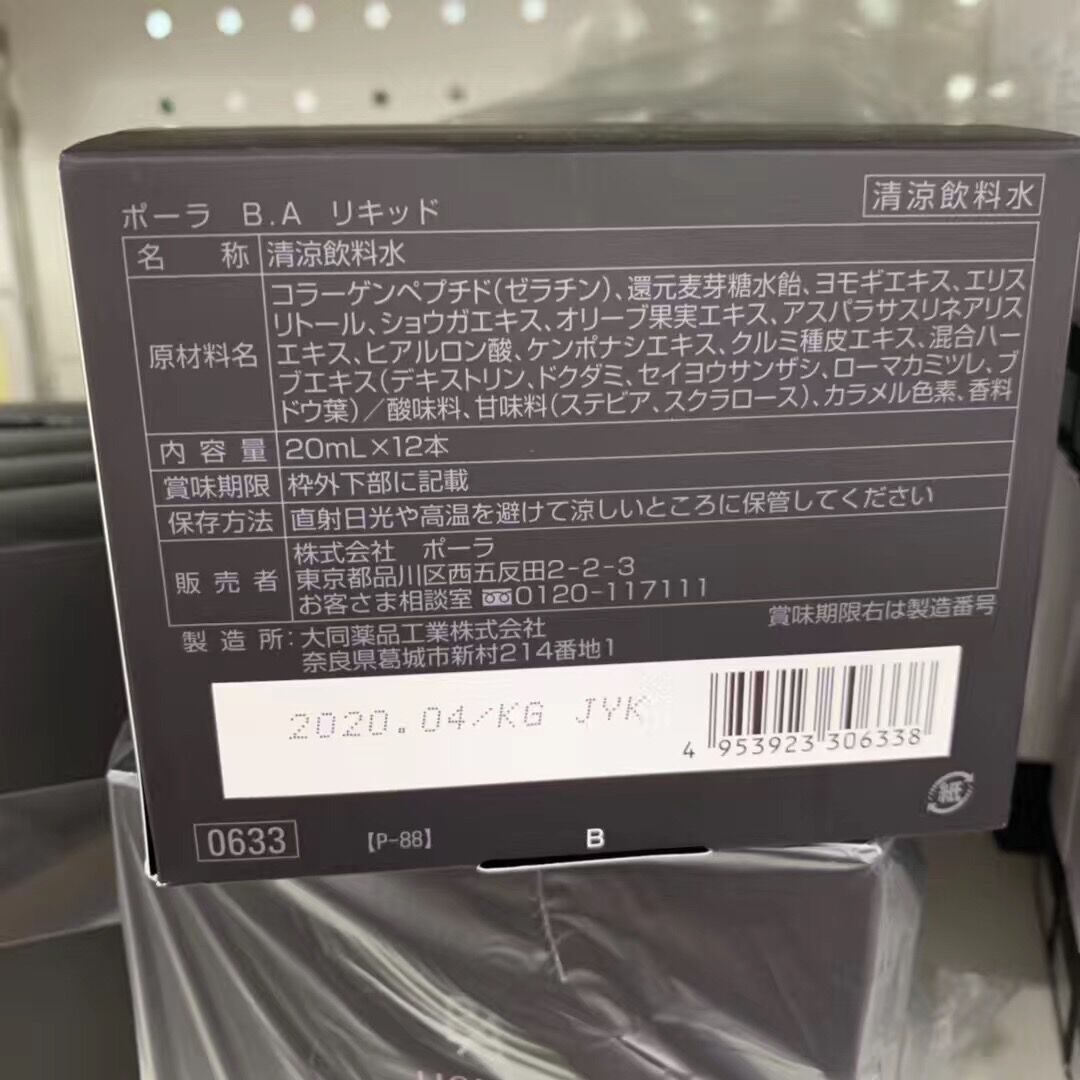 ポーラ B.A リキッド
清涼飲料水
名 称 清涼飲料水
原材料名 コラーゲンペプチド(ゼラチン)、還元麦芽糖水飴、ヨモギエキス、エリス
リトール、ショウガエキス、オリーブ果実エキス、アスパラサスリネアリス
エキス、ヒアルロン酸、ケンポナシエキス、クルミ種皮エキス、混合ハー
ブエキス(デキストリン、ドクダミ、セイヨウサンザシ、ローマカミツレ、ブ
ドウ葉)/酸味料、甘味料(ステビア、スクラロース)、カラメル色素、香料
内容量 20mL×12本
賞味期限 枠外下部に記載
保存方法 直射日光や高温を避けて涼しいところに保管してください
販売者 株式会社 ポーラ
東京都品川区西五反田2-2-3
お客さま相談室 0120-117111
賞味期限右は製造番号
製造所:大同薬品工業株式会社
奈良県葛城市新村214番地1
2020.04/KG JYK
4 953923 306338
紙
0633
【P-88】
B